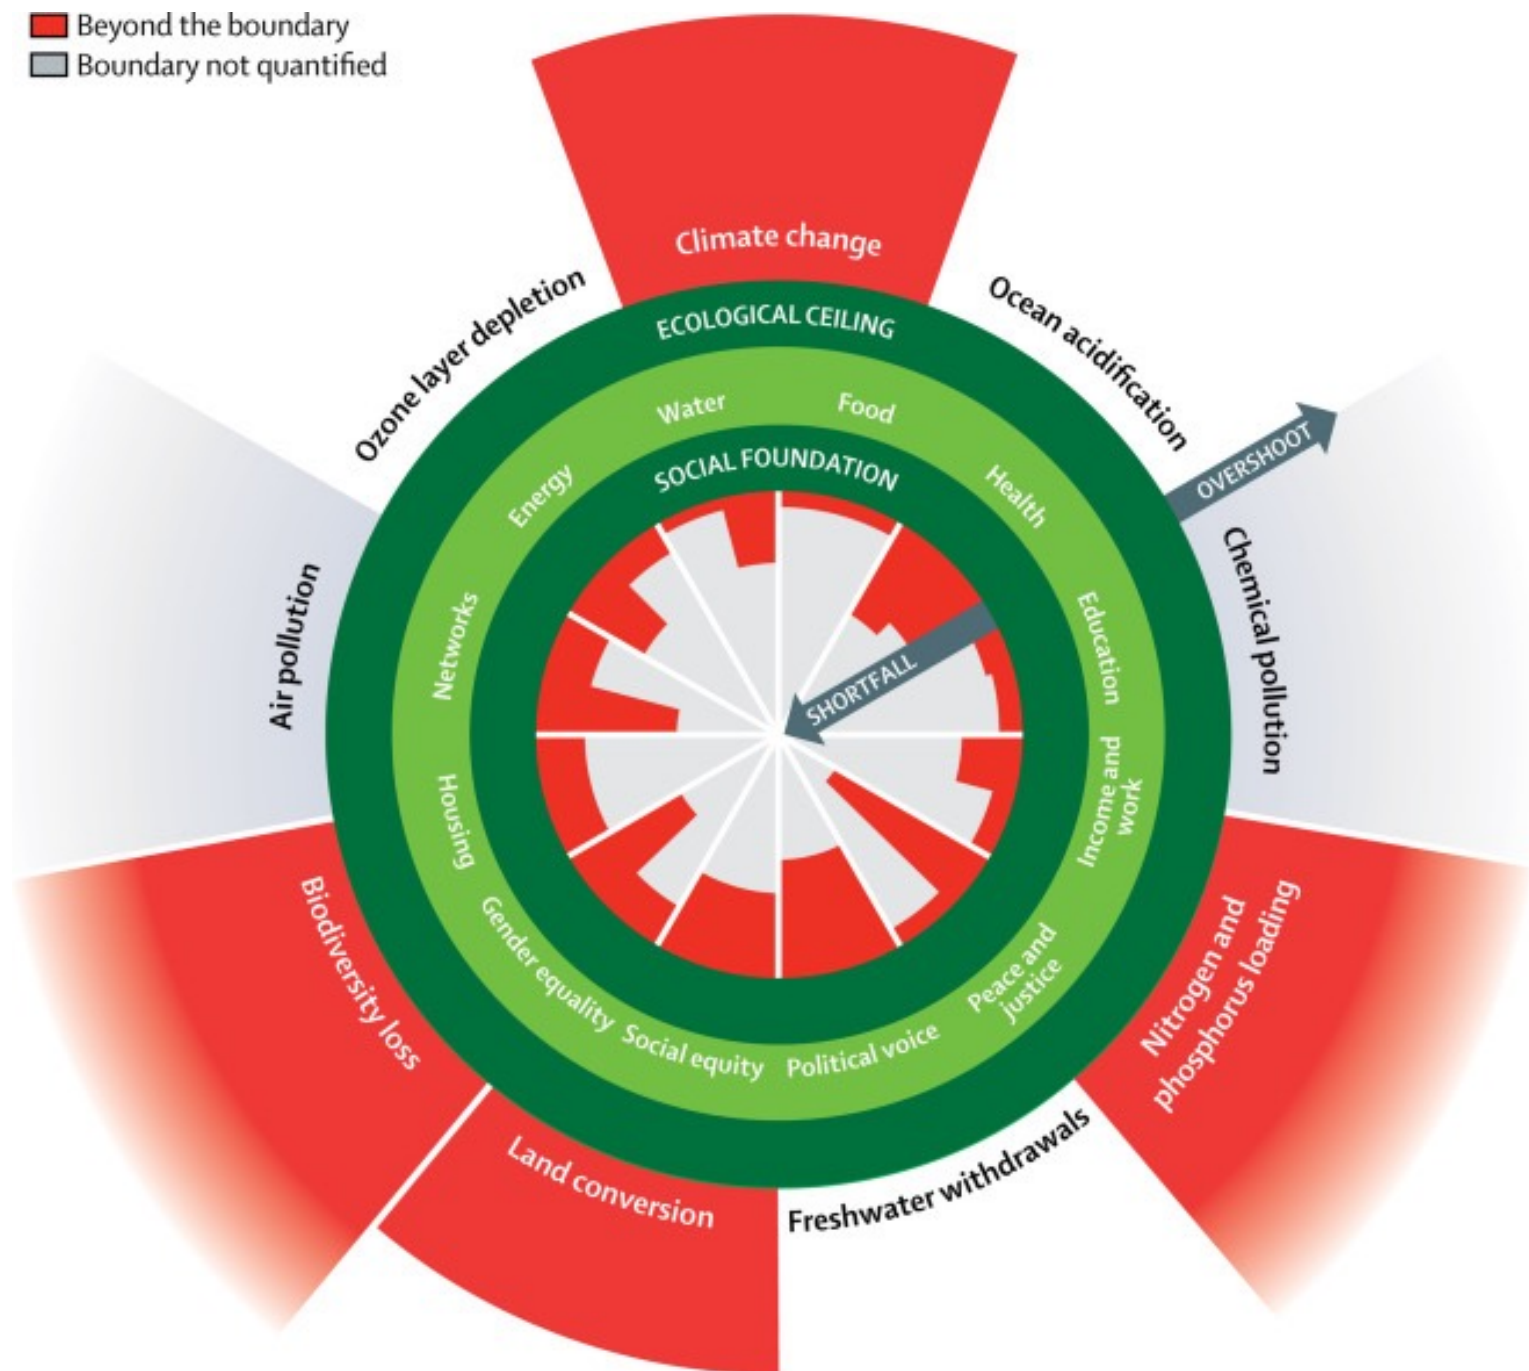 Beyond the boundary
Boundary not quantified
Climate change
Ozone layer depletion
Ocean acidification
ECOLOGICAL CEILING
Water
Food
OVERSHOOT
SOCIAL FOUNDATION
Energy
Health
Air pollution
Networks
Education
Chemical pollution
SHORTFALL
Housing
Income and
work
Biodiversity loss
Gender equality
Peace and
justice
Nitrogen and
phosphorus loading
Social equity
Political voice
Land conversion
Freshwater withdrawals